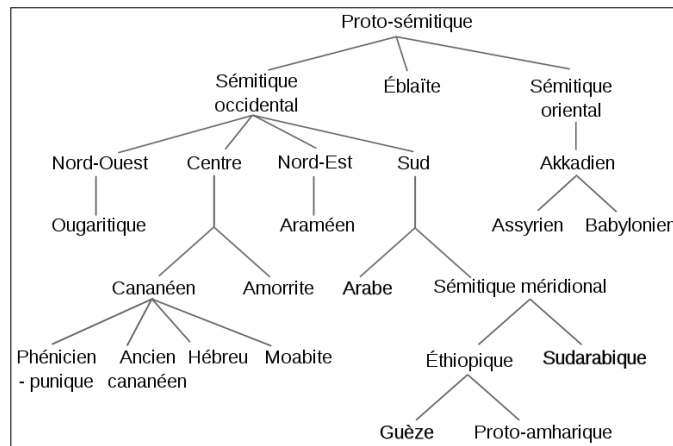 Proto-sémitique
Sémitique
occidental
Éblaïte
Sémitique
oriental
Nord-Ouest
Centre
Nord-Est
Sud
Akkadien
Ougaritique
Araméen
Assyrien
Babylonien
Cananéen
Amorrite
Arabe
Sémitique méridional
Phénicien
- punique
Ancien
cananéen
Hébreu
Moabite
Éthiopique
Sudarabique
Guèze
Proto-amharique